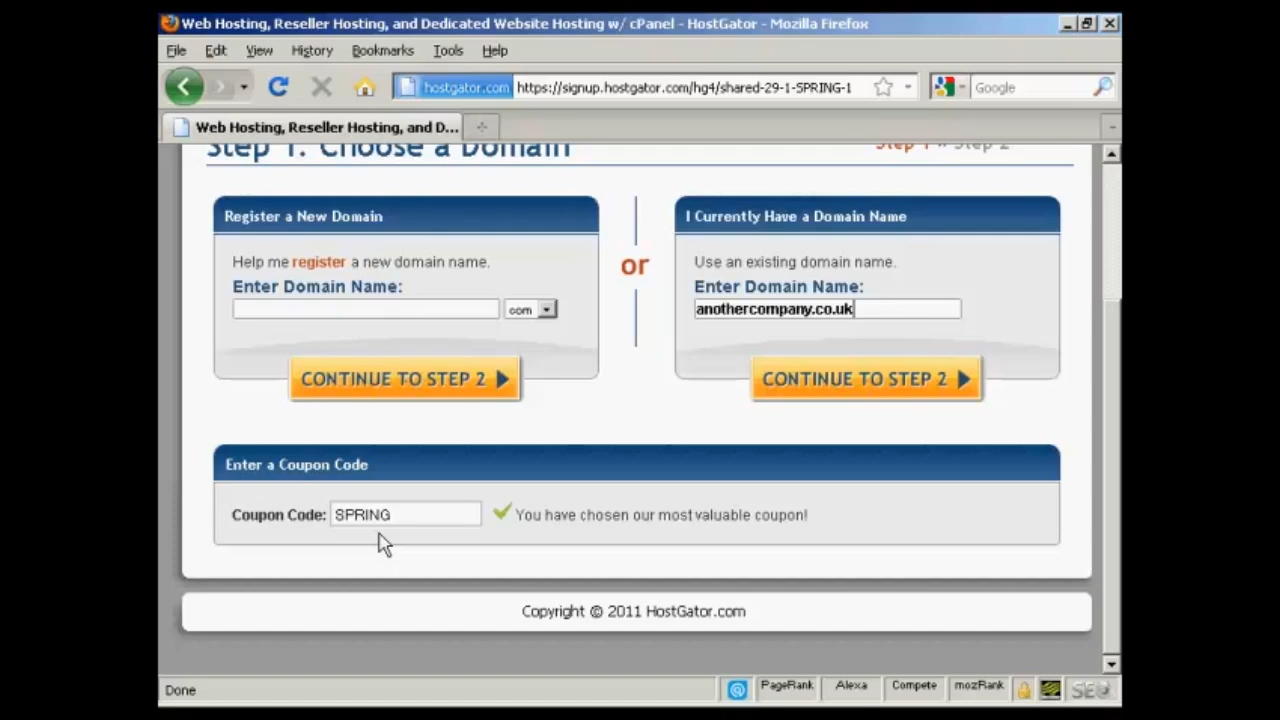 Web Hosting, Reseller Hosting, and Dedicated Website Hosting w/ cPanel - HostGator - Mozilla Firefox
File Edit View History Bookmarks Tools Help
hostgator.com https://signup.hostgator.com/hg4/shared-29-1-SPRING-1 Google
Web Hosting, Reseller Hosting, and D...
Step 1: Choose a Domain
Step 1 » Step 2
Register a New Domain
Help me register a new domain name.
Enter Domain Name:
com
CONTINUE TO STEP 2
or
I Currently Have a Domain Name
Use an existing domain name.
Enter Domain Name:
anothercompany.co.uk
CONTINUE TO STEP 2
Enter a Coupon Code
Coupon Code: SPRING You have chosen our most valuable coupon!
Copyright © 2011 HostGator.com
Done PageRank Alexa Compete mozRank SEO